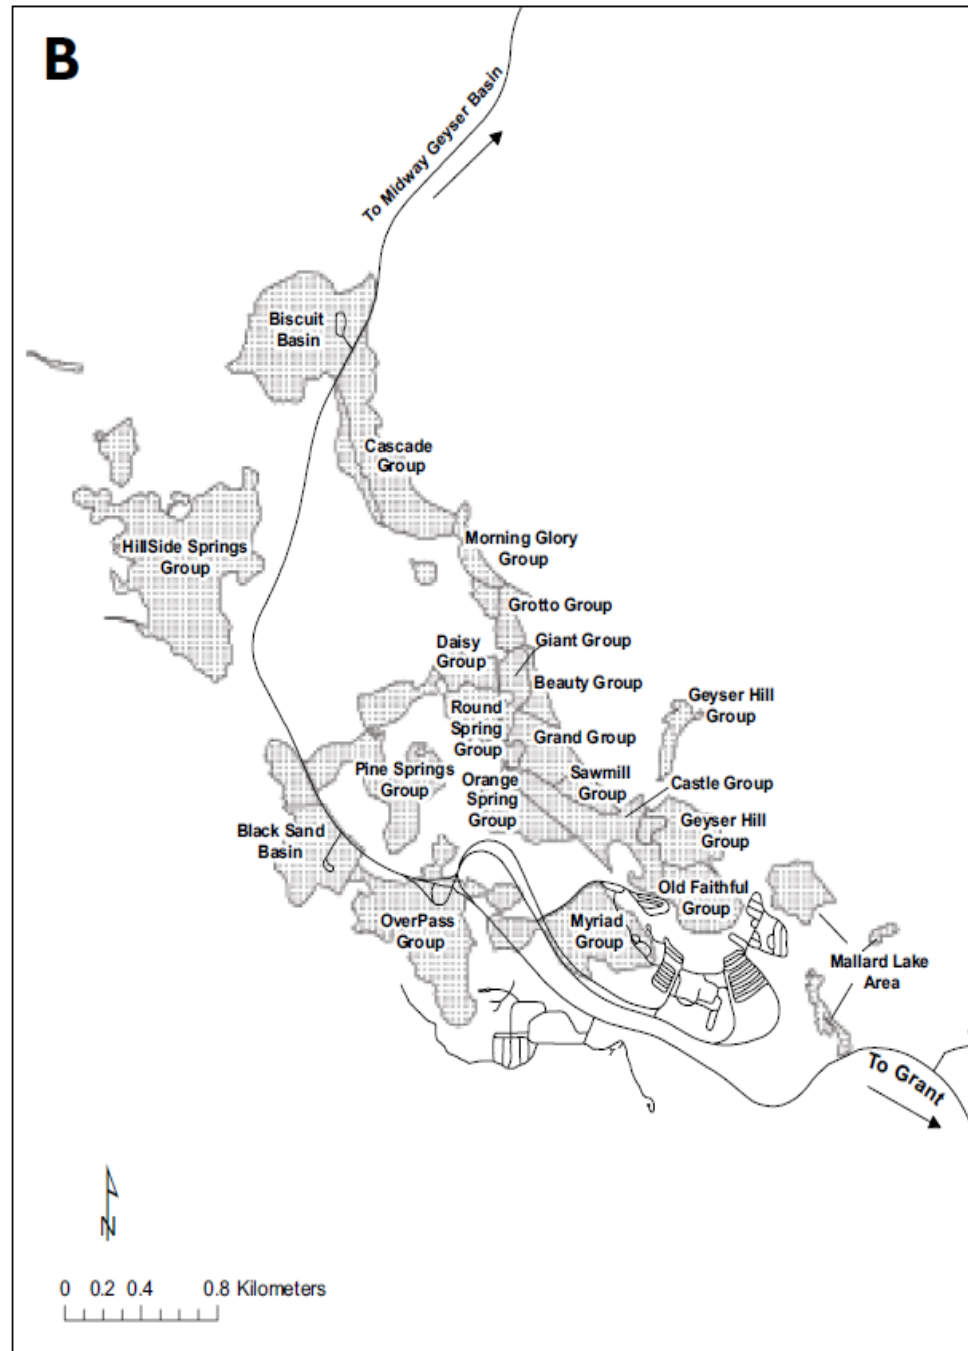 B
To Midway Geyser Basin
Biscuit
Basin
Cascade
Group
Morning Glory
Group
HillSide Springs
Group
Grotto Group
Giant Group
Daisy
Group
Beauty Group
Geyser Hill
Group
Round
Spring
Group
Grand Group
Pine Springs
Group
Orange
Spring
Group
Sawmill
Group
Castle Group
Geyser Hill
Group
Black Sand
Basin
Old Faithful
Group
OverPass
Group
Myriad
Group
Mallard Lake
Area
To Grant
N
0 0.2 0.4 0.8 Kilometers